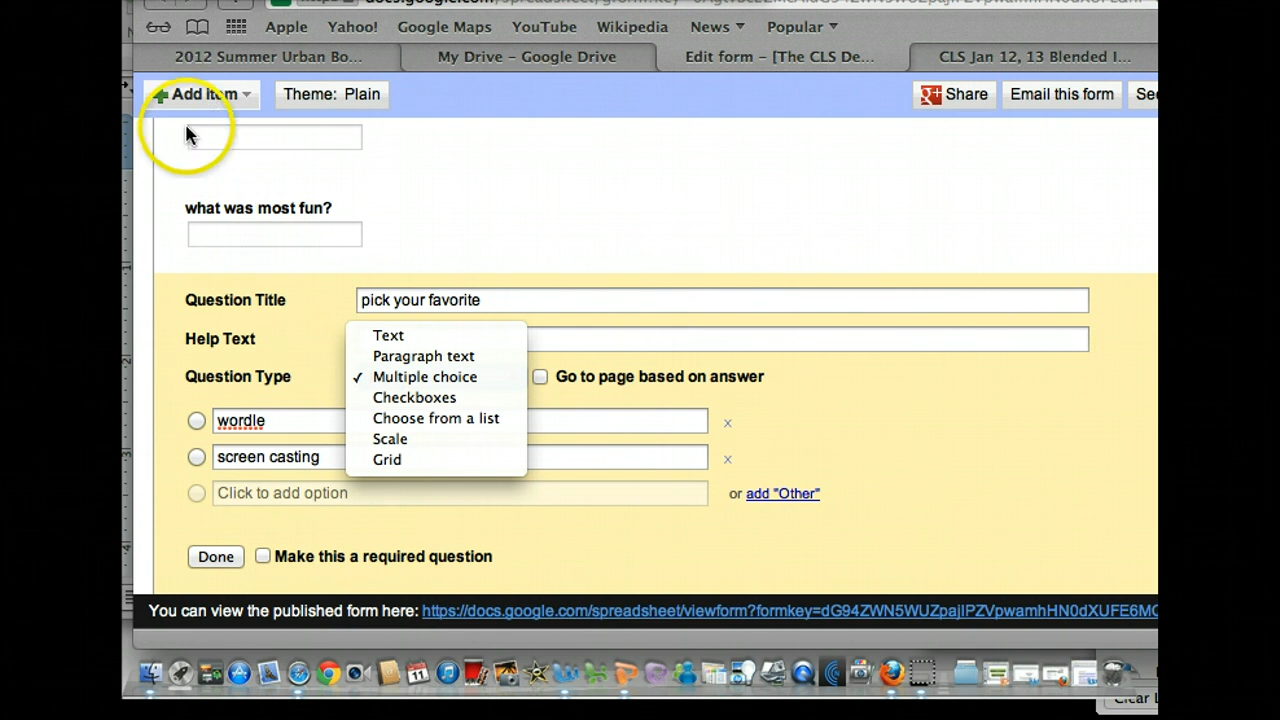 Apple Yahoo! Google Maps YouTube Wikipedia News Popular
2012 Summer Urban Bo... My Drive – Google Drive Edit form – [The CLS De... CLS Jan 12, 13 Blended I...
Add item Theme: Plain Share Email this form See
what was most fun?
Question Title pick your favorite
Help Text
Text
Paragraph text
Question Type ✓ Multiple choice Go to page based on answer
Checkboxes
wordle Choose from a list x
Scale
screen casting Grid x
Click to add option or add "Other"
Done Make this a required question
You can view the published form here: https://docs.google.com/spreadsheet/viewform?formkey=
11
Clear